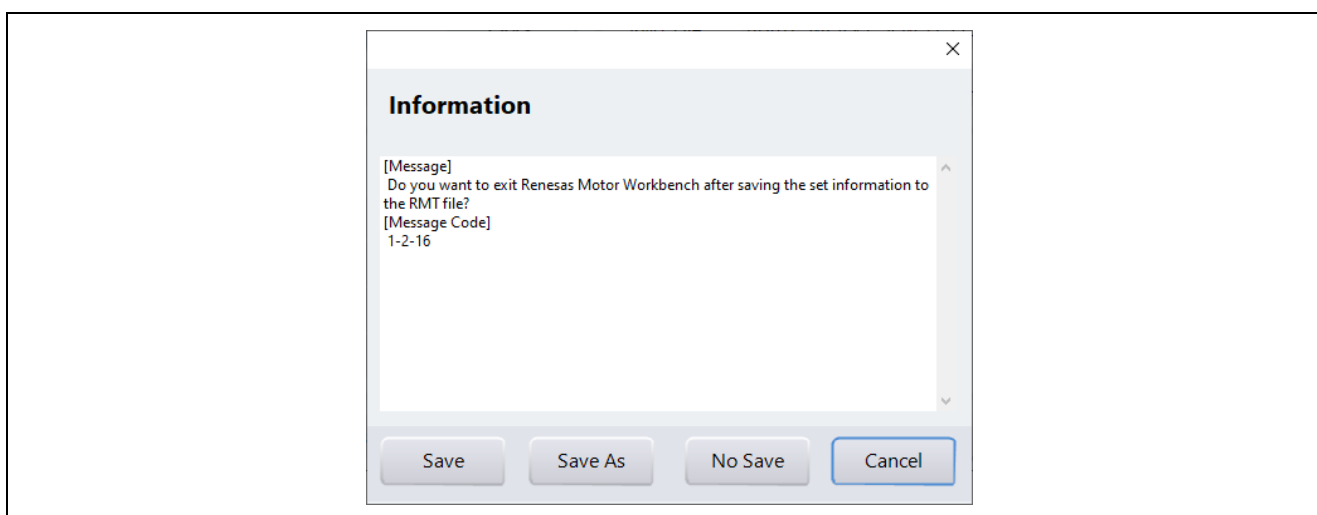 Information
[Message]
Do you want to exit Renesas Motor Workbench after saving the set information to
the RMT file?
[Message Code]
1-2-16
Save
Save As
No Save
Cancel